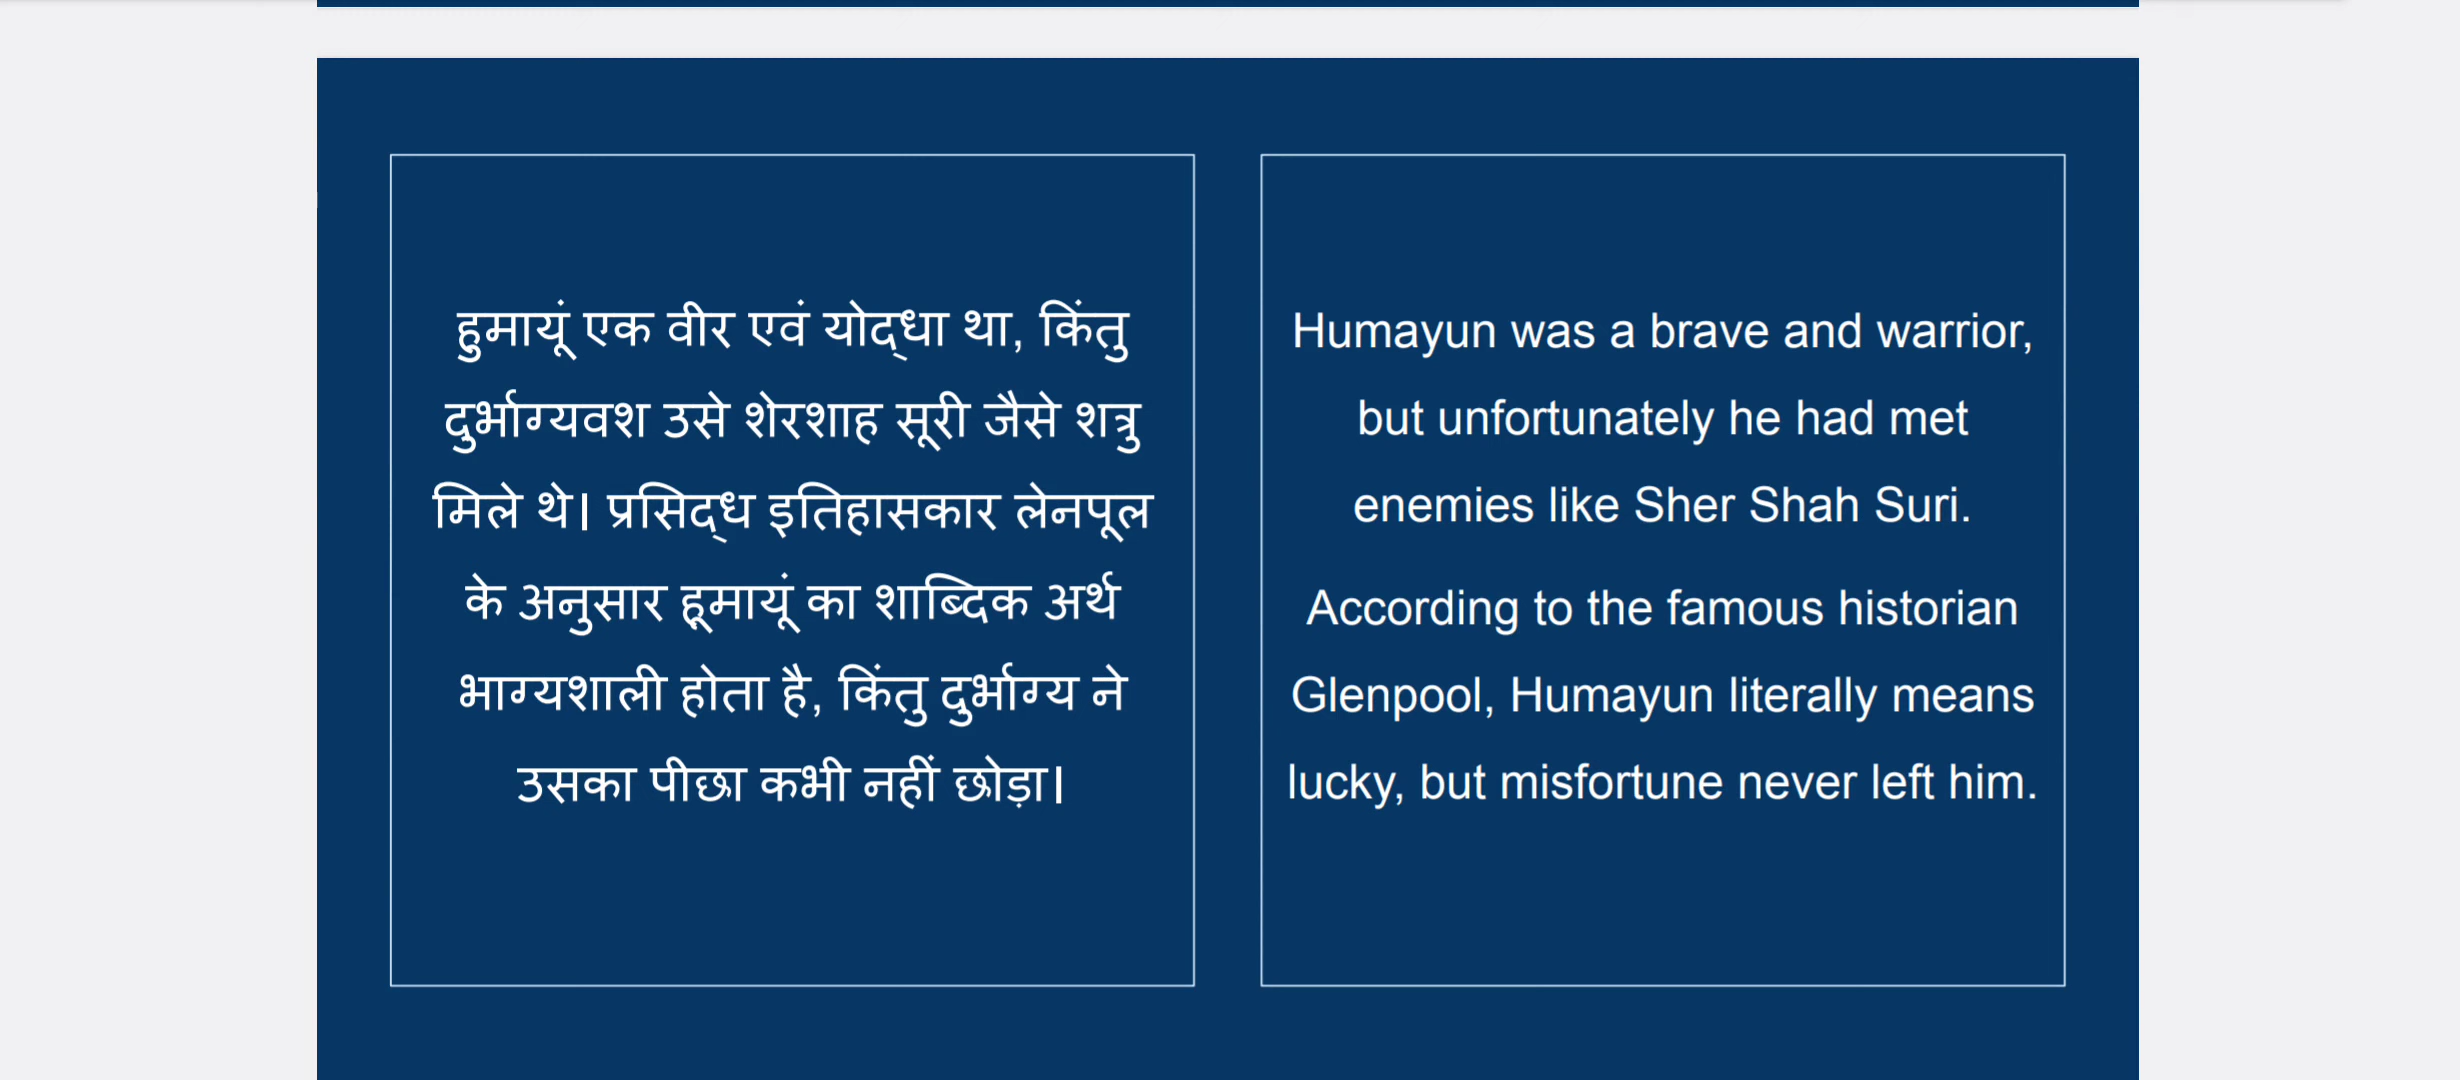 हुमायूं एक वीर एवं योद्धा था, किंतु
दुर्भाग्यवश उसे शेरशाह सूरी जैसे शत्रु
मिले थे। प्रसिद्ध इतिहासकार लेनपूल
के अनुसार हूमायूं का शाब्दिक अर्थ
भाग्यशाली होता है, किंतु दुर्भाग्य ने
उसका पीछा कभी नहीं छोड़ा।
Humayun was a brave and warrior,
but unfortunately he had met
enemies like Sher Shah Suri.
According to the famous historian
Glenpool, Humayun literally means
lucky, but misfortune never left him.